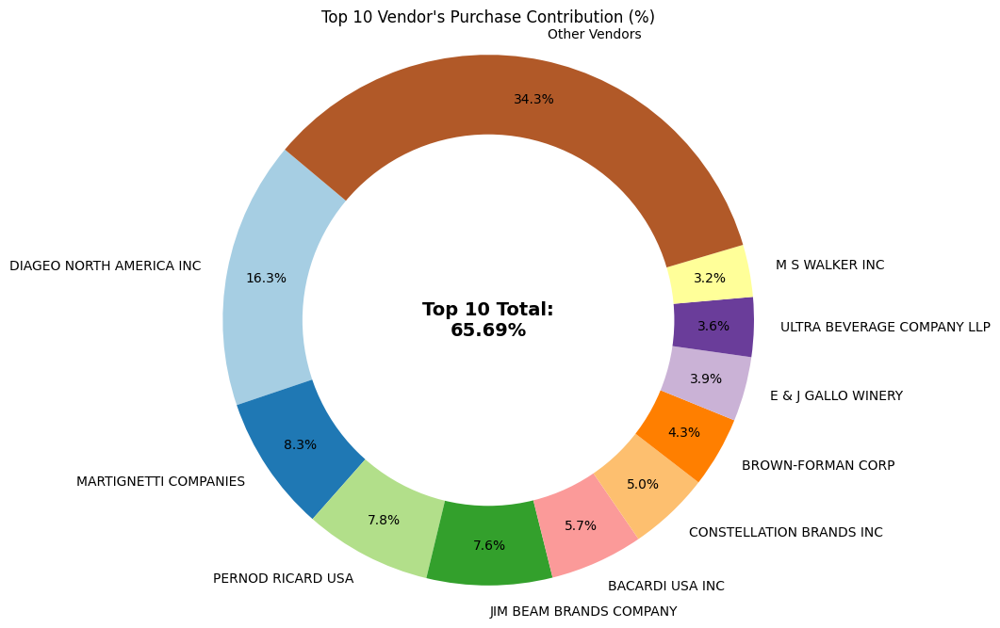 Top 10 Vendor's Purchase Contribution (%)
Other Vendors
34.3%
DIAGEO NORTH AMERICA INC
16.3%
M S WALKER INC
3.2%
Top 10 Total:
65.69%
3.6%
ULTRA BEVERAGE COMPANY LLP
3.9%
E & J GALLO WINERY
4.3%
BROWN-FORMAN CORP
8.3%
MARTIGNETTI COMPANIES
5.0%
CONSTELLATION BRANDS INC
7.8%
PERNOD RICARD USA
7.6%
JIM BEAM BRANDS COMPANY
5.7%
BACARDI USA INC